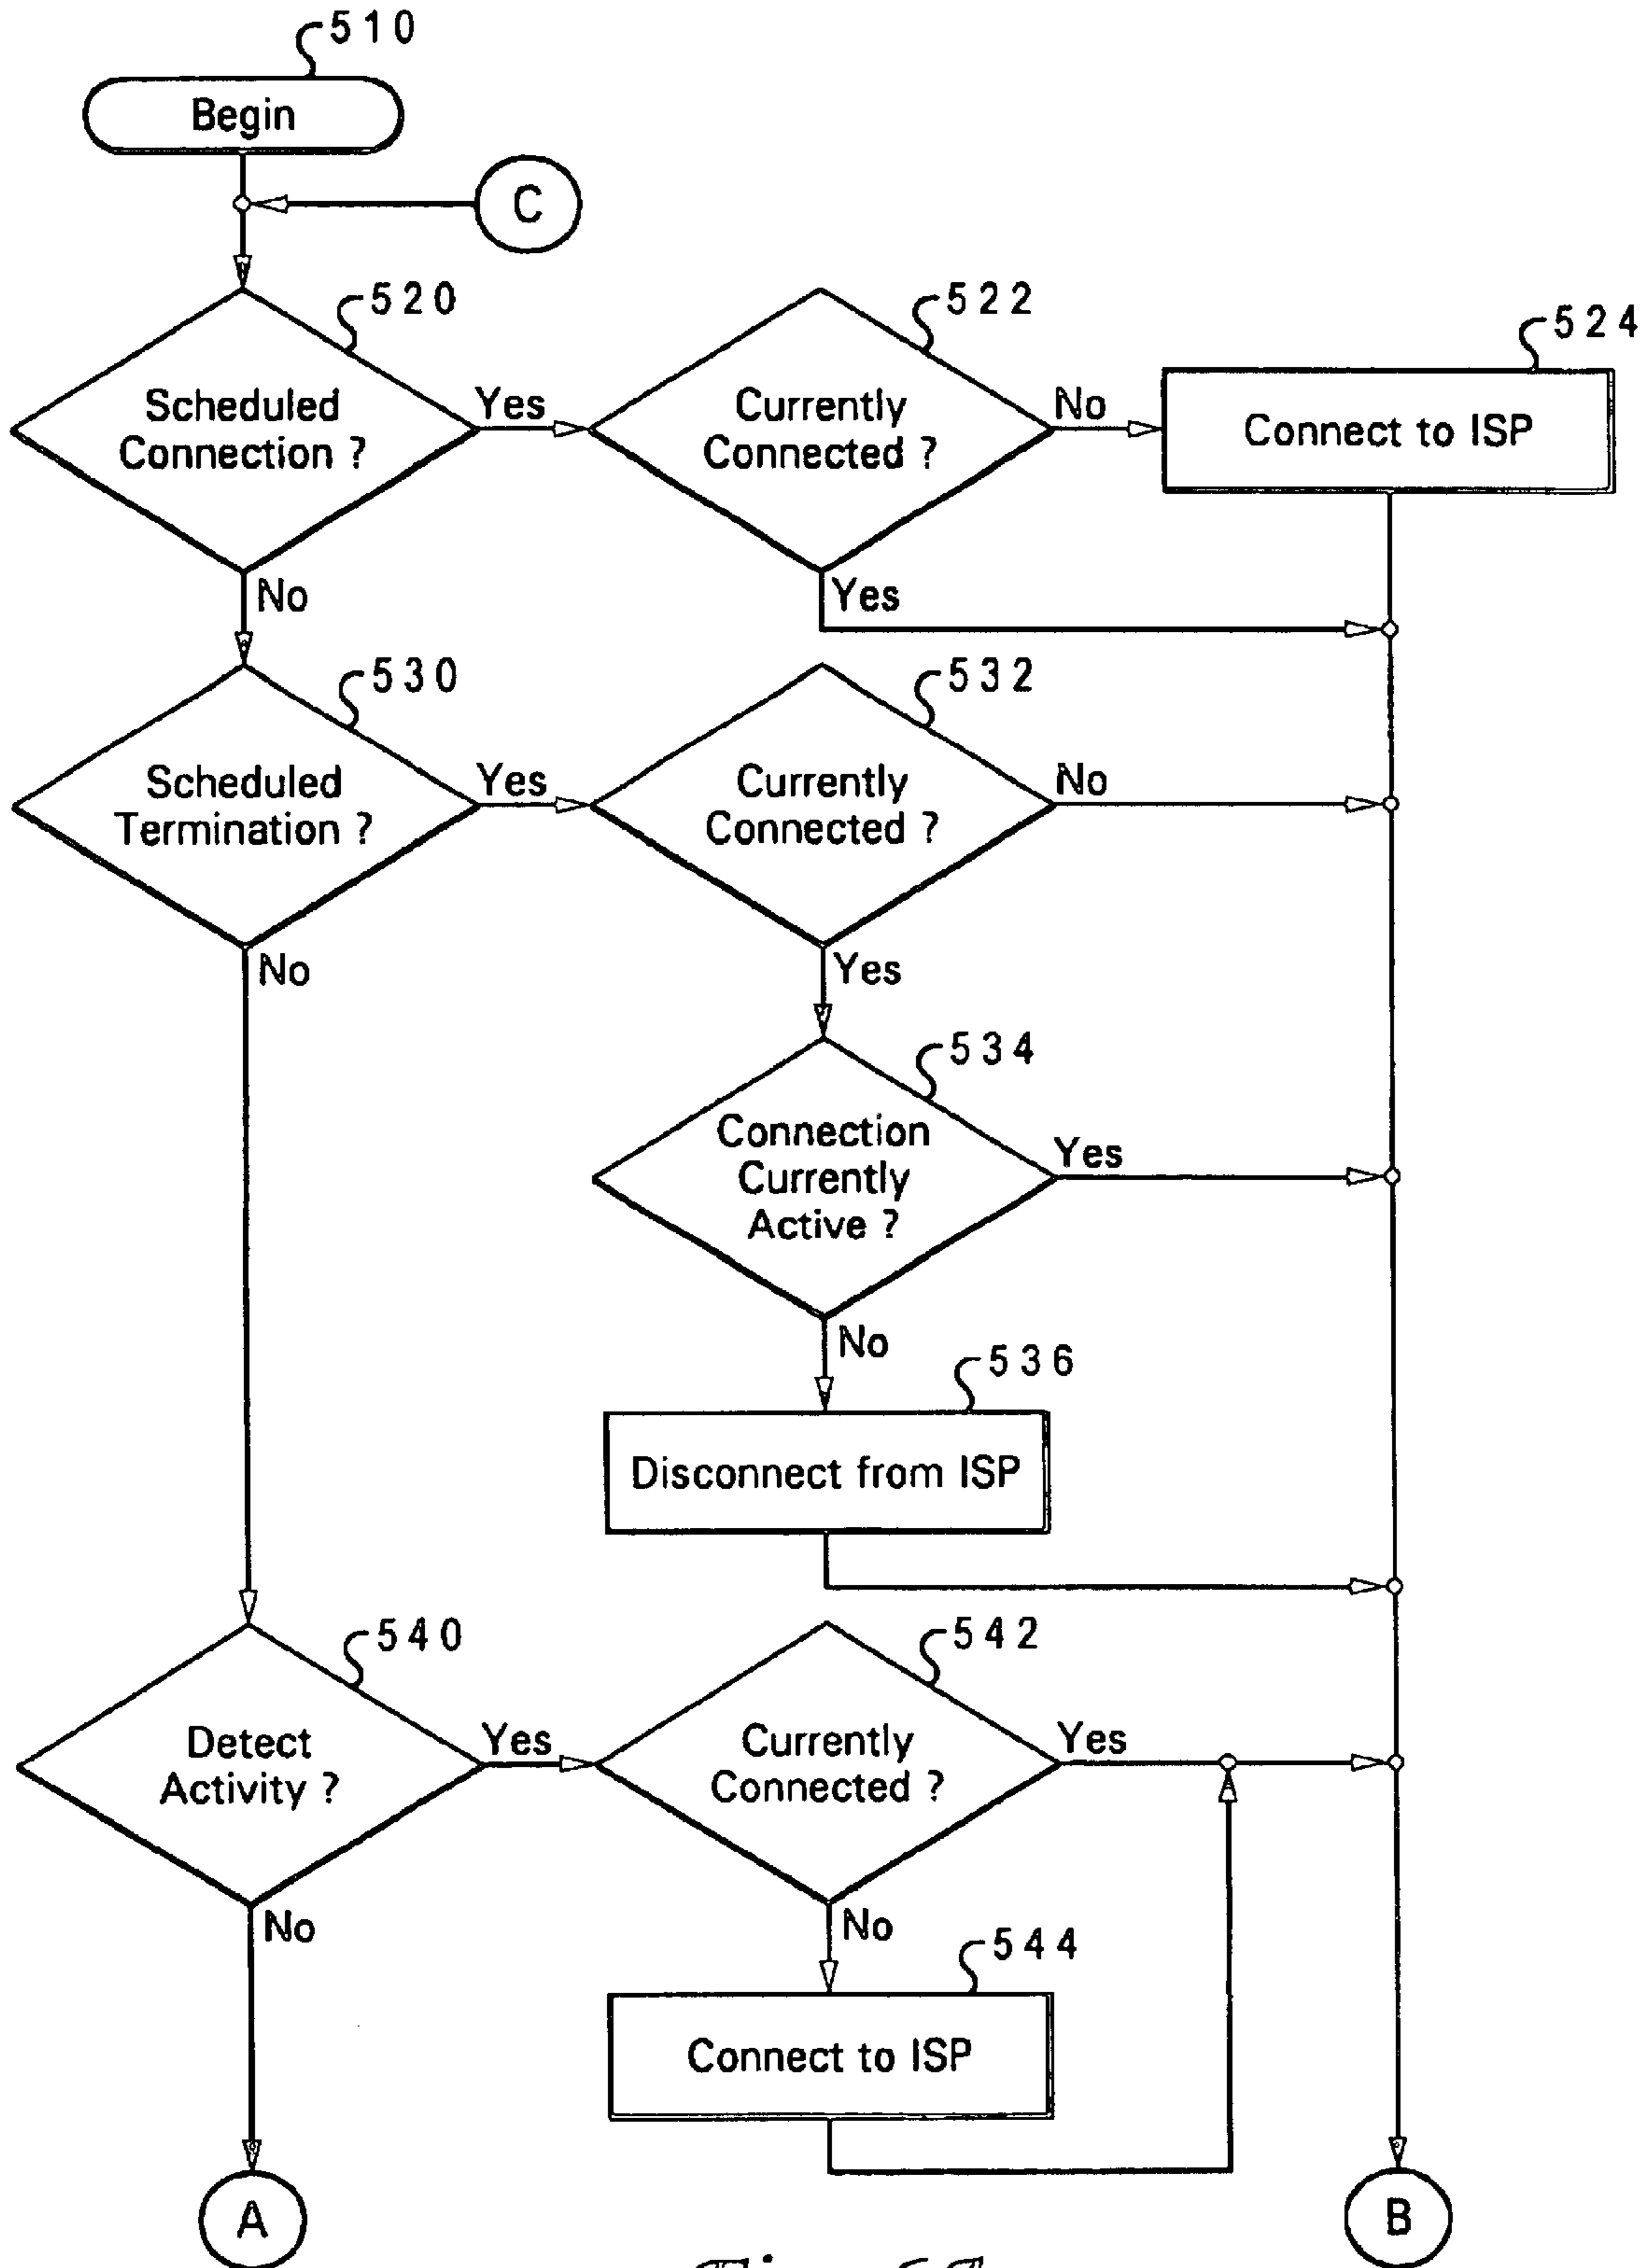 510
Begin
C
520
Scheduled
Connection ?
Yes
522
Currently
Connected ?
No
524
Connect to ISP
No
Yes
530
Scheduled
Termination ?
Yes
532
Currently
Connected ?
No
No
Yes
534
Connection
Currently
Active ?
Yes
No
536
Disconnect from ISP
540
Detect
Activity ?
Yes
542
Currently
Connected ?
Yes
No
No
544
Connect to ISP
A
B